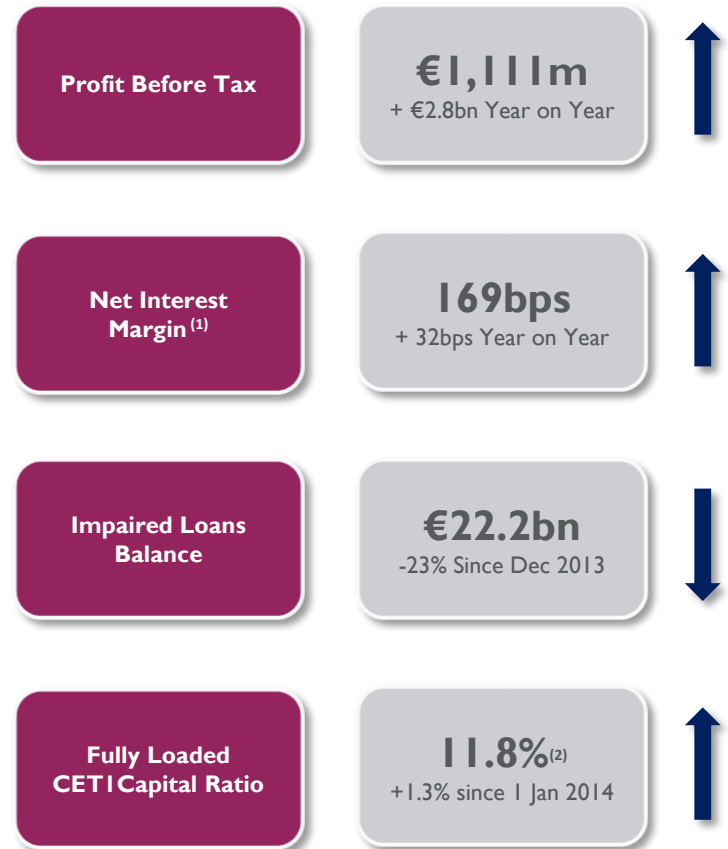 Profit Before Tax
€1,111m
+ €2.8bn Year on Year
Net Interest
Margin (1)
169bps
+ 32bps Year on Year
Impaired Loans
Balance
€22.2bn
-23% Since Dec 2013
Fully Loaded
CET1Capital Ratio
11.8%(2)
+1.3% since 1 Jan 2014